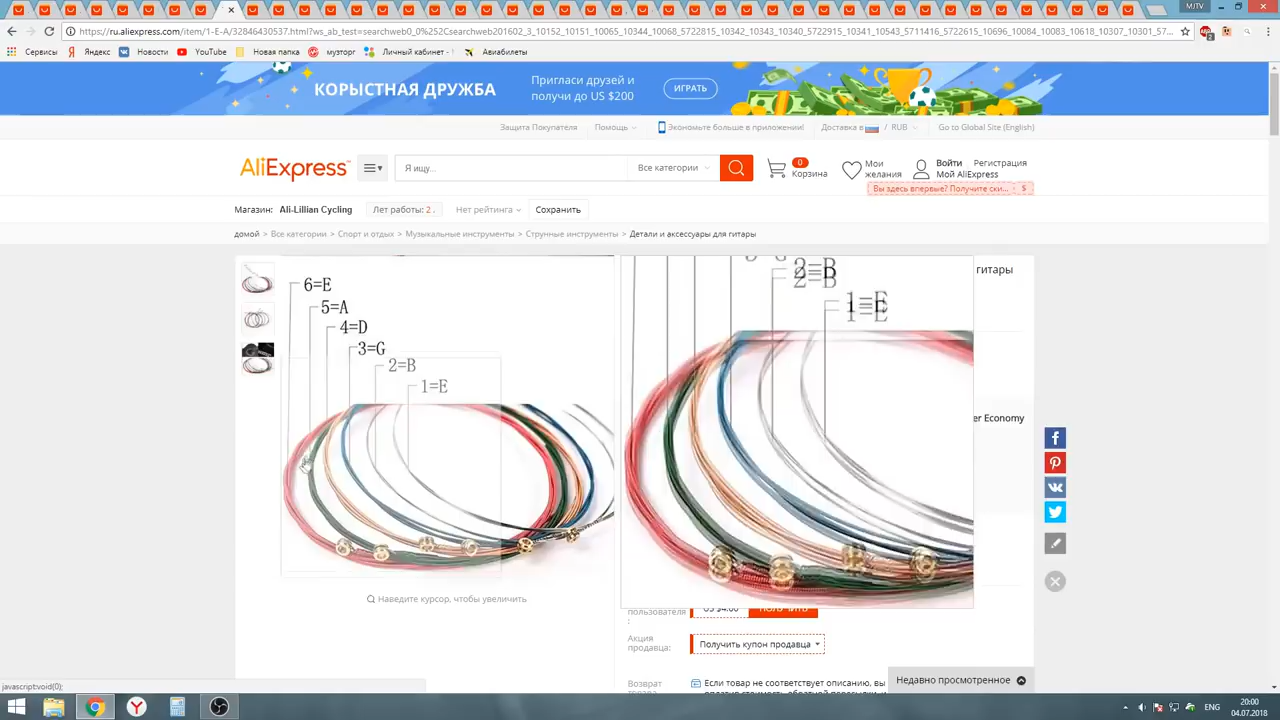 MJTV
https://ru.aliexpress.com/item/1-E-A/32846430537.html?ws_ab_test=searchweb0_0%252Csearchweb201602_3_10152_10151_10065_10344_10068_5722815_10342_10343_10340_5722915_10341_10543_5711416_5722615_10696_10084_10083_10618_10307_10301_57...
Сервисы
Яндекс
Новости
YouTube
Новая папка
музторг
Личный кабинет -
Авиабилеты
КОРЫСТНАЯ ДРУЖБА
Пригласи друзей и
получи до US $200
ИГРАТЬ
Защита Покупателя
Помощь
Экономьте больше в приложении!
Доставка в / RUB
Go to Global Site (English)
AliExpress™
Я ищу...
Все категории
0
Корзина
Мои
желания
Войти Регистрация
Мой AliExpress
Вы здесь впервые? Получите ски... - $
Магазин: Ali-Lillian Cycling
Лет работы: 2 .
Нет рейтинга
Сохранить
домой > Все категории > Спорт и отдых > Музыкальные инструменты > Струнные инструменты > Детали и аксессуары для гитары
6=E
5=A
4=D
3=G
2=B
1=E
2=B
1=E
гитары
er Economy
Наведите курсор, чтобы увеличить
пользователя
:
US $4.00
ПОЛУЧИТЬ
Акция
продавца:
Получить купон продавца
Возврат
Если товар не соответствует описанию, вы
Недавно просмотренное
javascript:void(0);
ENG
20:00
04.07.2018